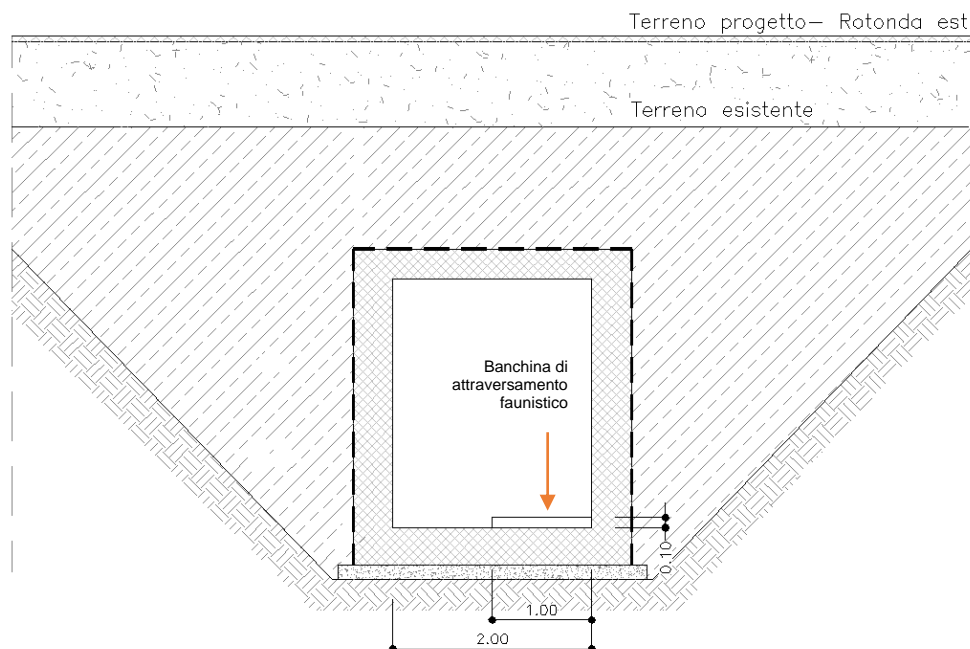 Terreno progetto– Rotonda est
Terreno esistente
Banchina di
attraversamento
faunistico
0.10
1.00
2.00